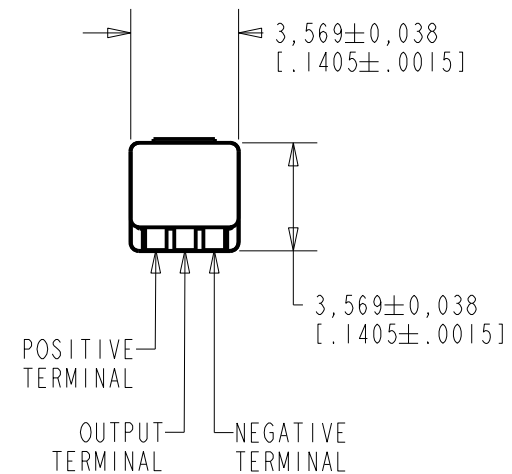 3,569±0,038
[.1405±.0015]
3,569±0,038
[.1405±.0015]
POSITIVE
TERMINAL
OUTPUT
TERMINAL
NEGATIVE
TERMINAL